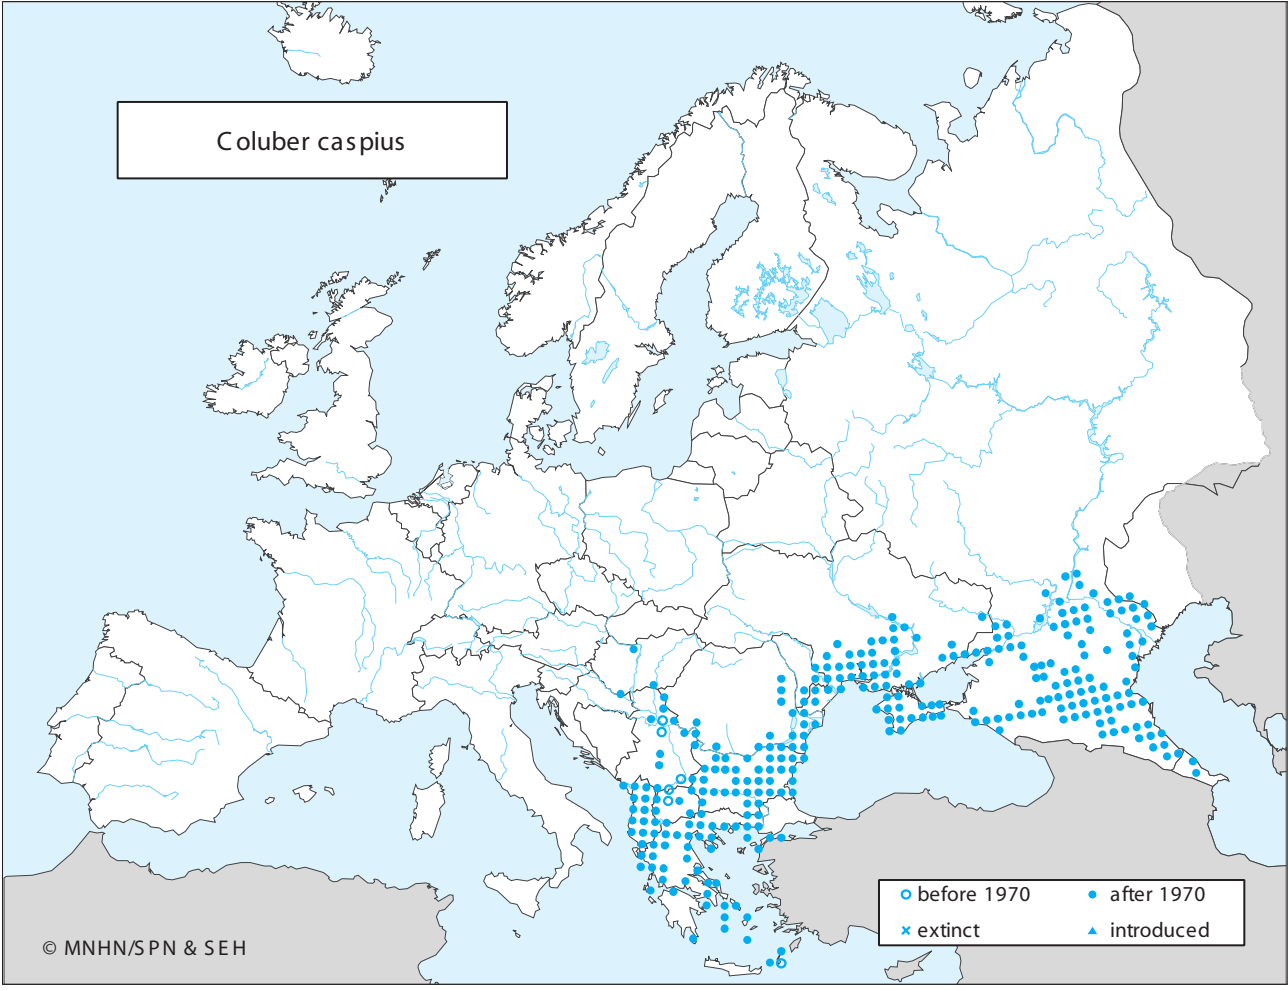 Coluber caspius
before 1970
after 1970
extinct
introduced
© MNHN/SPN & SEH